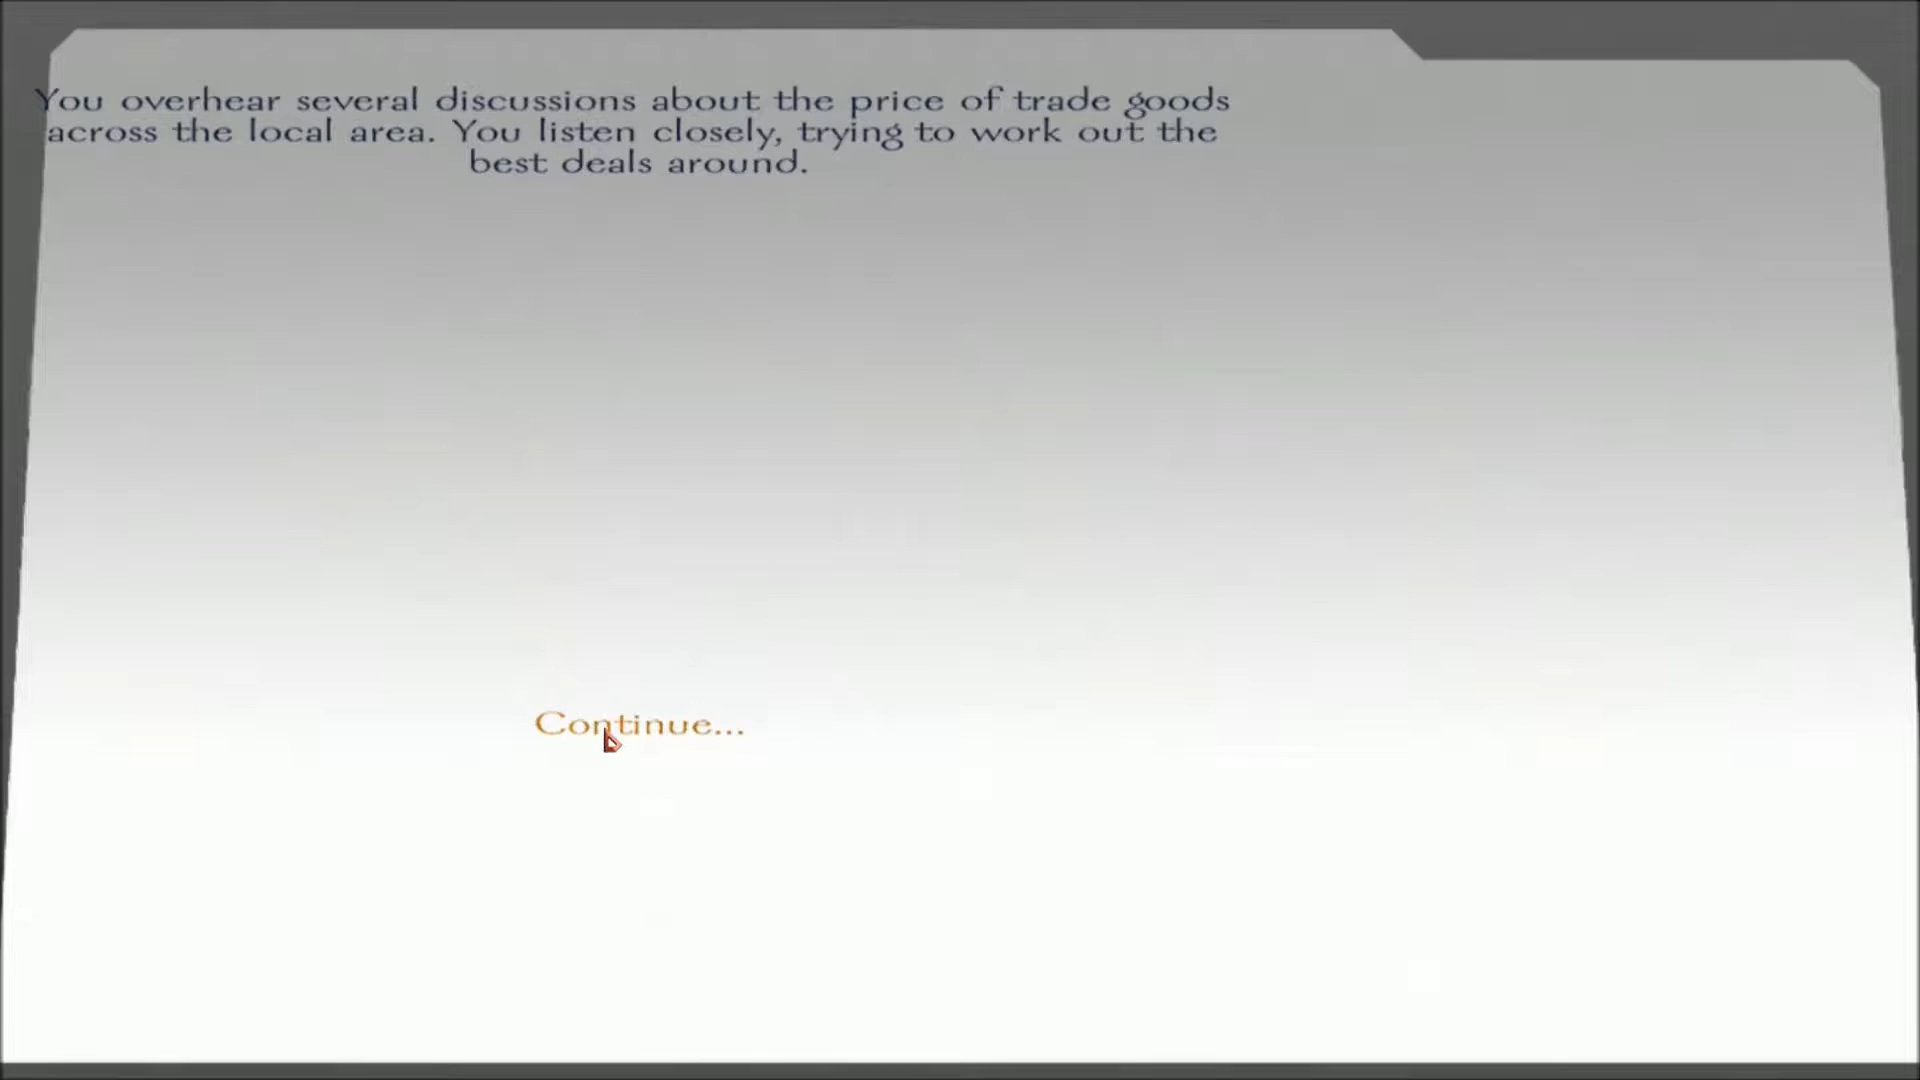 You overhear several discussions about the price of trade goods
across the local area. You listen closely, trying to work out the
best deals around.
Continue...